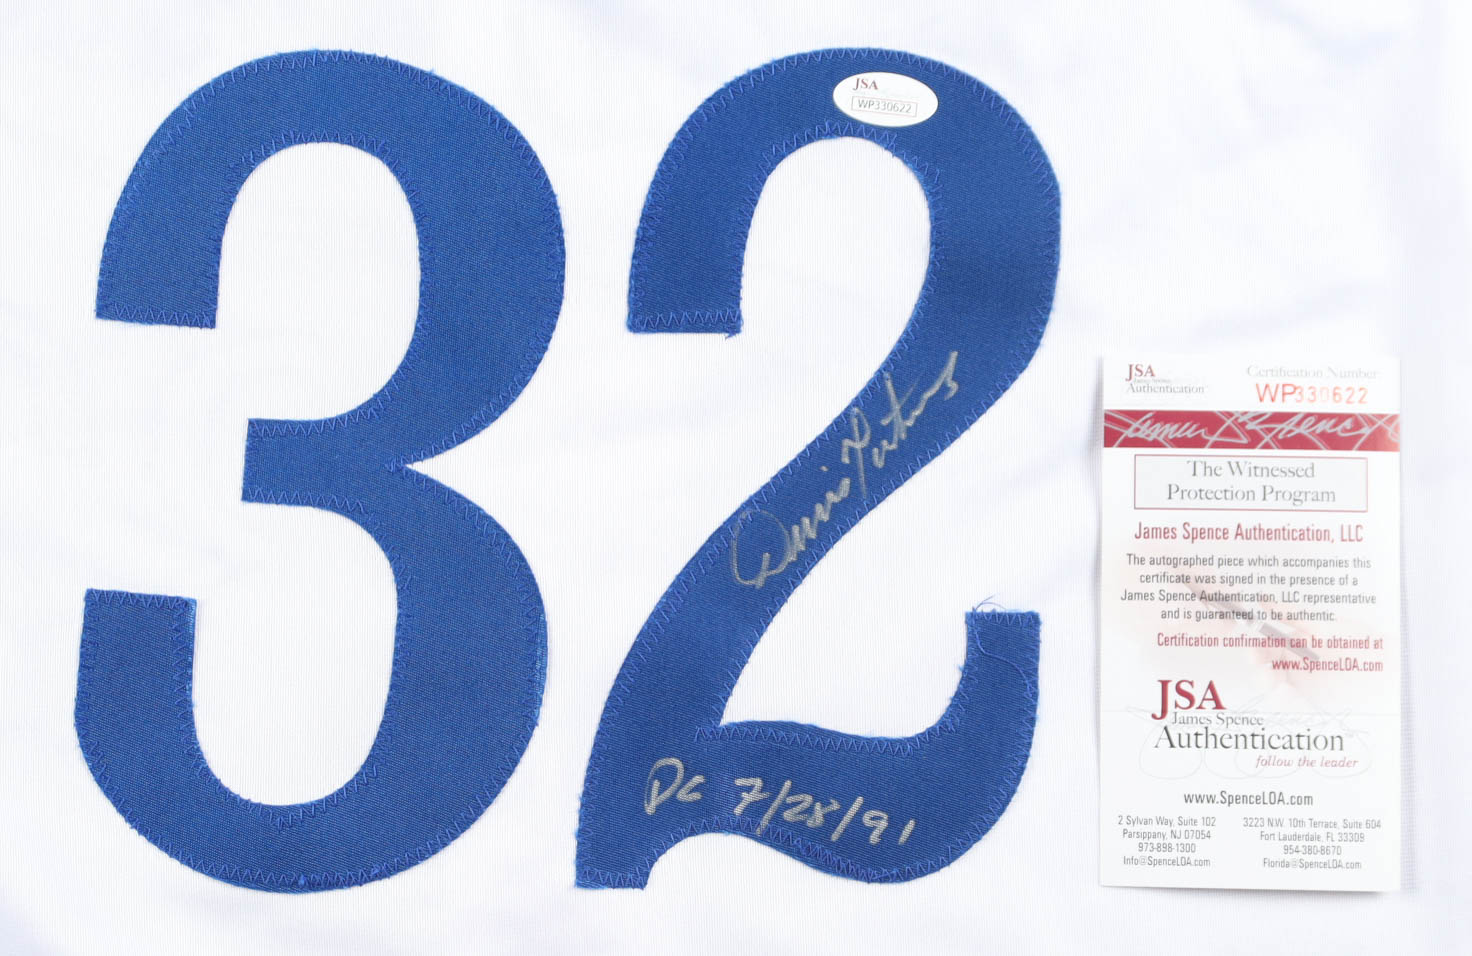 32
JSA
WP330622
Dennis Martinez
PG 7/28/91
JSA
Authentication
Certification Number
WP330622
The Witnessed
Protection Program
James Spence Authentication, LLC
The autographed piece which accompanies this
certificate was signed in the presence of a
James Spence Authentication, LLC representative
and is guaranteed to be authentic.
Certification confirmation can be obtained at
www.SpenceLOA.com
JSA
James Spence
Authentication™
follow the leader
www.SpenceLOA.com
2 Sylvan Way, Suite 102
Parsippany, NJ 07054
973-898-1300
Info@SpenceLOA.com
3223 N.W. 10th Terrace, Suite 604
Fort Lauderdale, FL 33309
954-380-8670
Florida@SpenceLOA.com